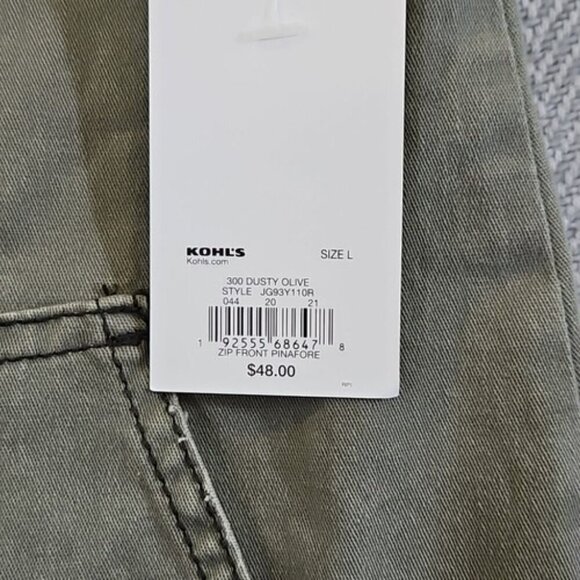 KOHL'S
Kohls.com
SIZE L
300 DUSTY OLIVE
STYLE JG93Y110R
044 20 21
1 92555 68647 8
ZIP FRONT PINAFORE
$48.00